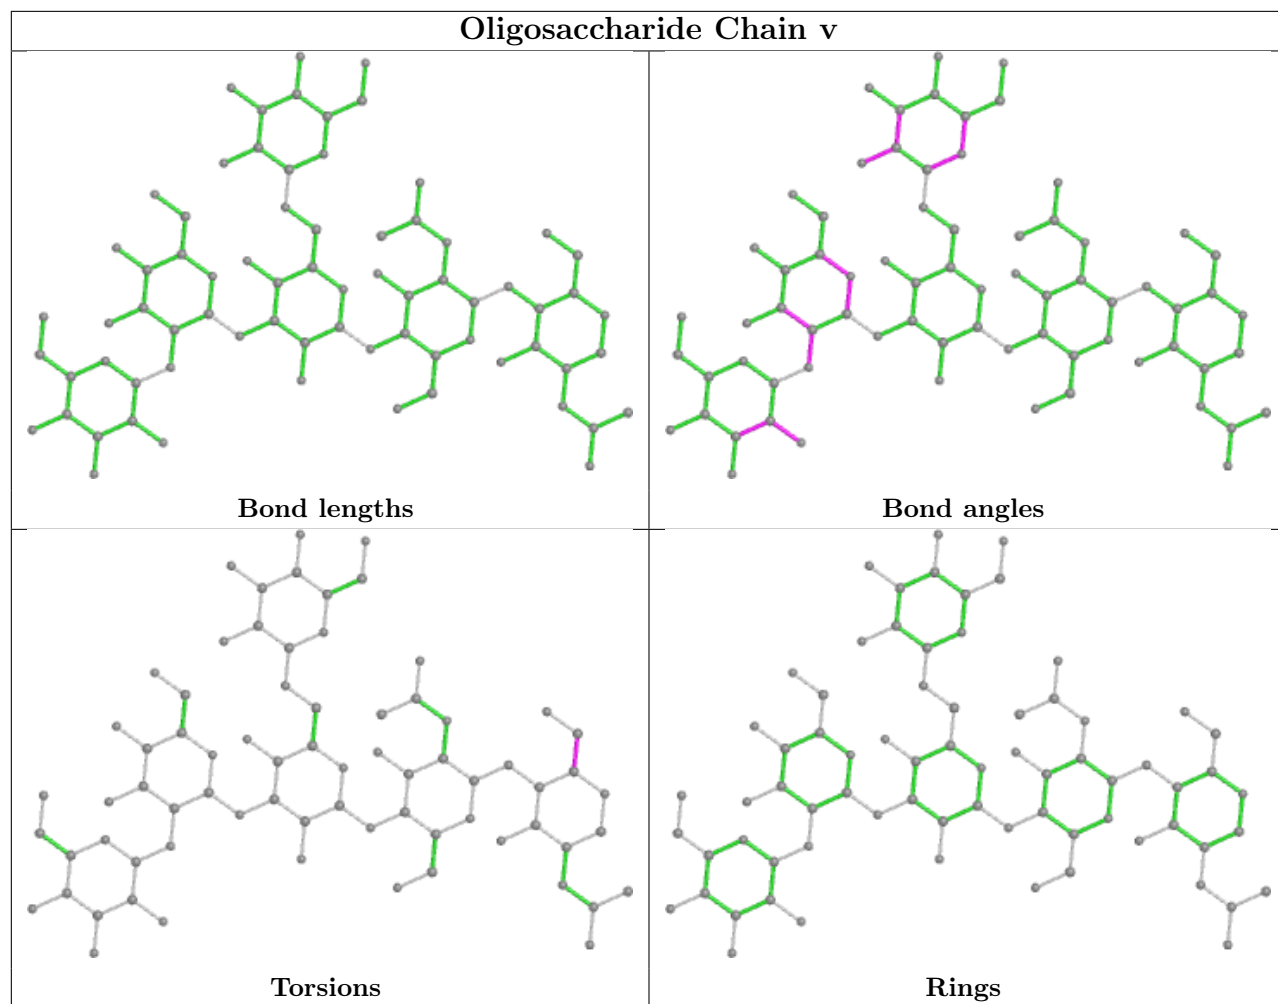 Oligosaccharide Chain v
Bond lengths
Bond angles
Torsions
Rings